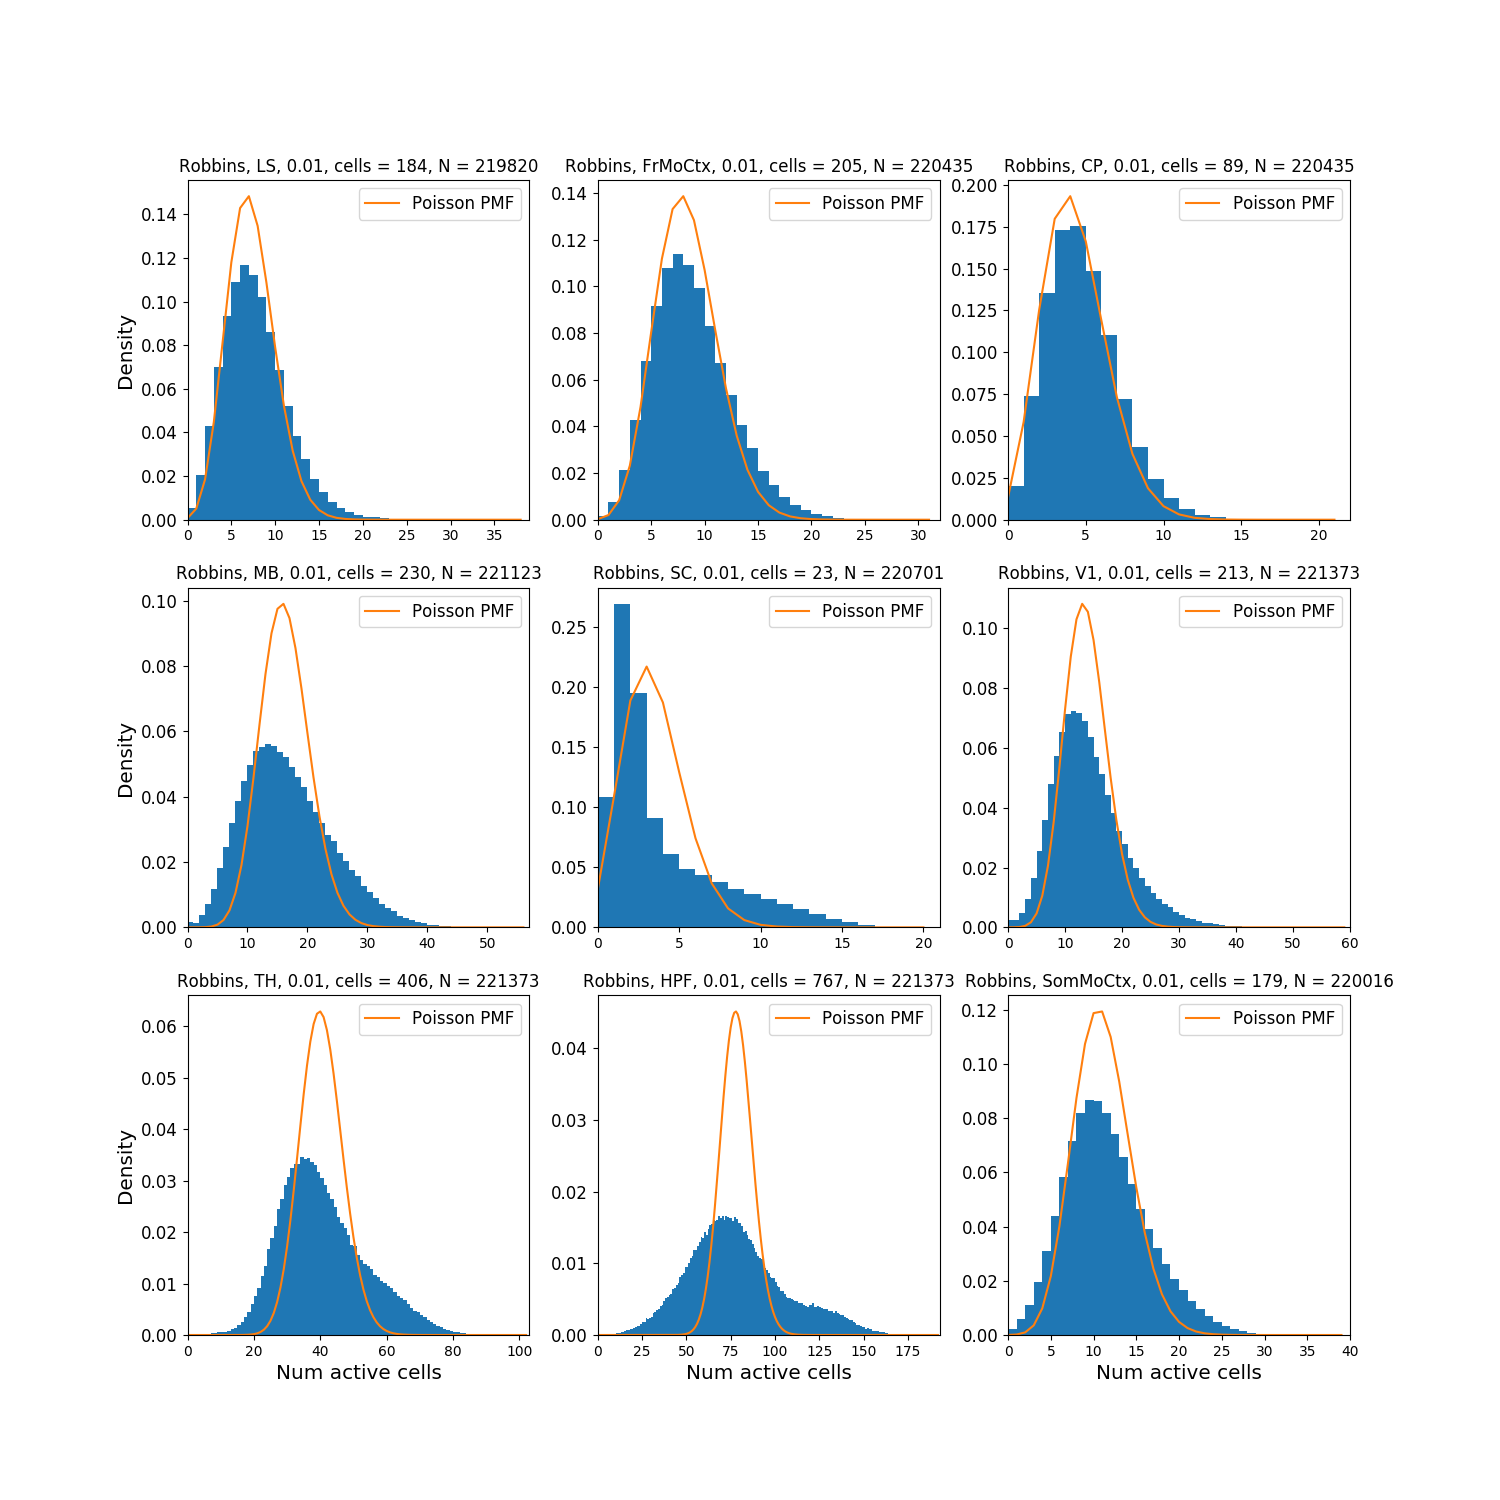 Robbins, LS, 0.01, cells = 184, N = 219820
Poisson PMF
Density
0.14
0.12
0.10
0.08
0.06
0.04
0.02
0.00
0 5 10 15 20 25 30 35
Robbins, FrMoCtx, 0.01, cells = 205, N = 220435
Poisson PMF
0.14
0.12
0.10
0.08
0.06
0.04
0.02
0.00
0 5 10 15 20 25 30
Robbins, CP, 0.01, cells = 89, N = 220435
Poisson PMF
0.200
0.175
0.150
0.125
0.100
0.075
0.050
0.025
0.000
0 5 10 15 20
Robbins, MB, 0.01, cells = 230, N = 221123
Poisson PMF
Density
0.10
0.08
0.06
0.04
0.02
0.00
0 10 20 30 40 50
Robbins, SC, 0.01, cells = 23, N = 220701
Poisson PMF
0.25
0.20
0.15
0.10
0.05
0.00
0 5 10 15 20
Robbins, V1, 0.01, cells = 213, N = 221373
Poisson PMF
0.10
0.08
0.06
0.04
0.02
0.00
0 10 20 30 40 50 60
Robbins, TH, 0.01, cells = 406, N = 221373
Poisson PMF
Density
0.06
0.05
0.04
0.03
0.02
0.01
0.00
0 20 40 60 80 100
Num active cells
Robbins, HPF, 0.01, cells = 767, N = 221373
Poisson PMF
0.04
0.03
0.02
0.01
0.00
0 25 50 75 100 125 150 175
Num active cells
Robbins, SomMoCtx, 0.01, cells = 179, N = 220016
Poisson PMF
0.12
0.10
0.08
0.06
0.04
0.02
0.00
0 5 10 15 20 25 30 35 40
Num active cells